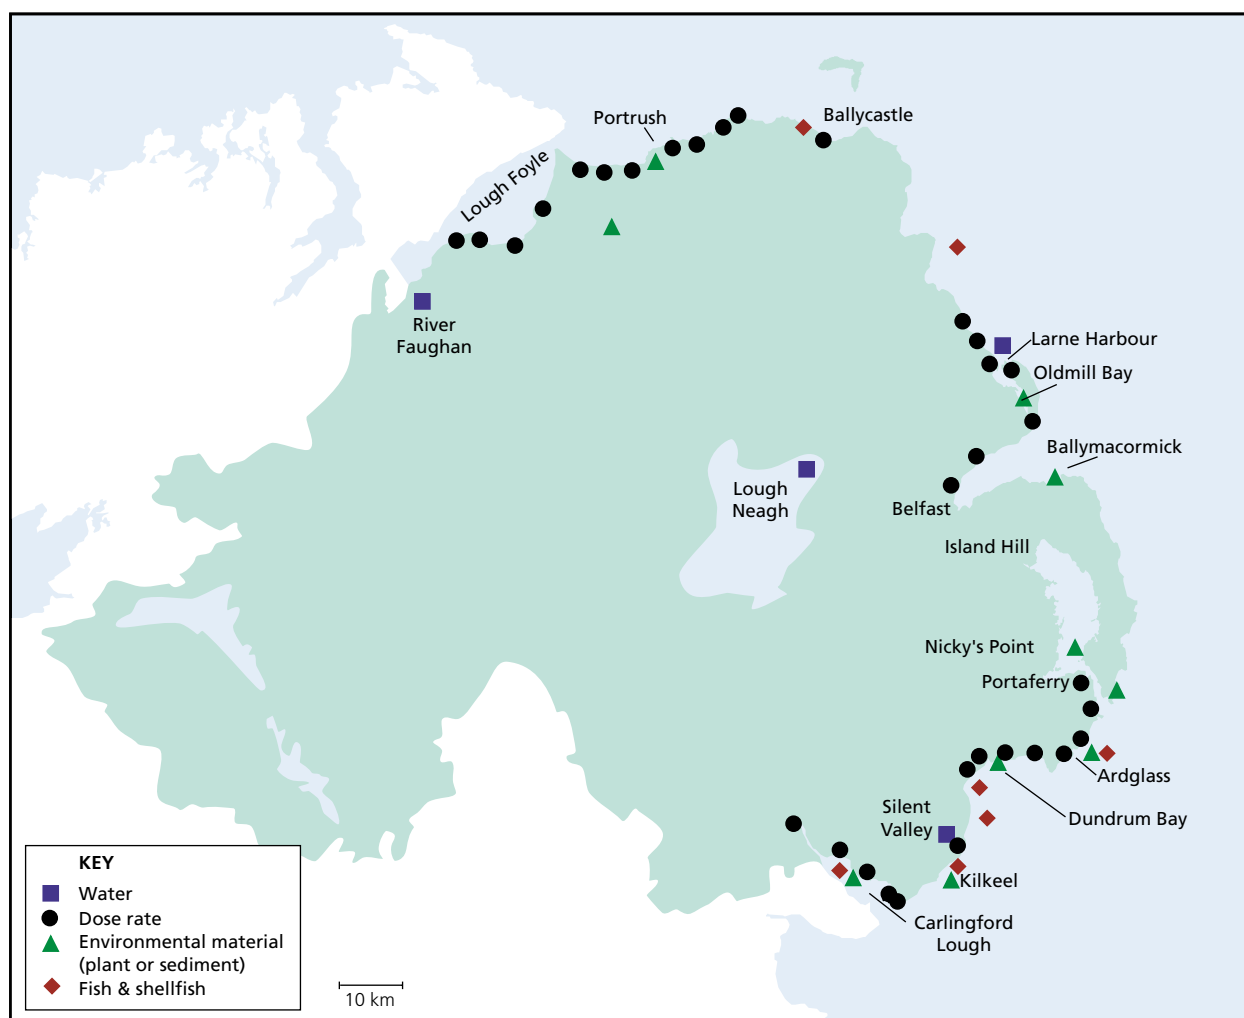 Portrush
Ballycastle
Lough Foyle
River
Faughan
Larne Harbour
Oldmill Bay
Ballymacormick
Lough
Neagh
Belfast
Island Hill
Nicky's Point
Portaferry
Ardglass
Dundrum Bay
Silent
Valley
Kilkeel
Carlingford
Lough
KEY
Water
Dose rate
Environmental material
(plant or sediment)
Fish & shellfish
10 km